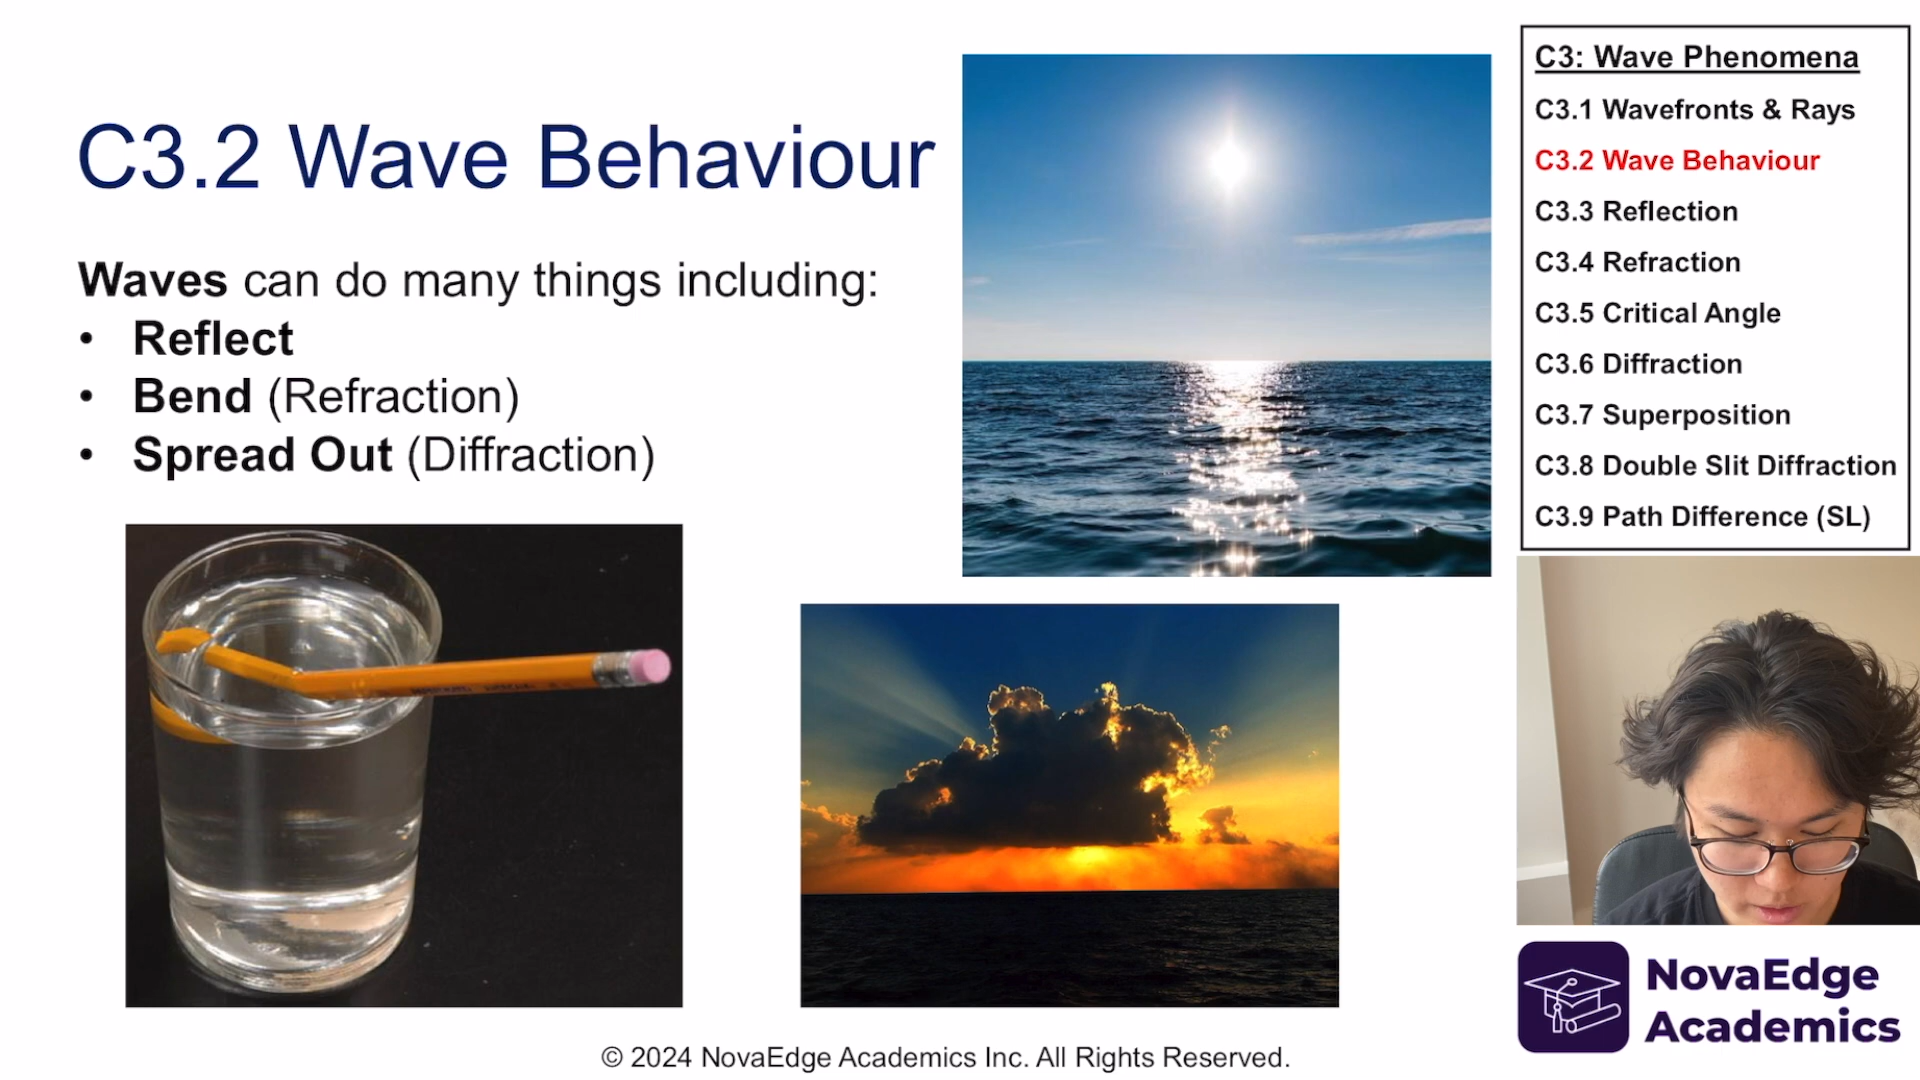 C3.2 Wave Behaviour
Waves can do many things including:
• Reflect
• Bend (Refraction)
• Spread Out (Diffraction)
C3: Wave Phenomena
C3.1 Wavefronts & Rays
C3.2 Wave Behaviour
C3.3 Reflection
C3.4 Refraction
C3.5 Critical Angle
C3.6 Diffraction
C3.7 Superposition
C3.8 Double Slit Diffraction
C3.9 Path Difference (SL)
NovaEdge
Academics
© 2024 NovaEdge Academics Inc. All Rights Reserved.